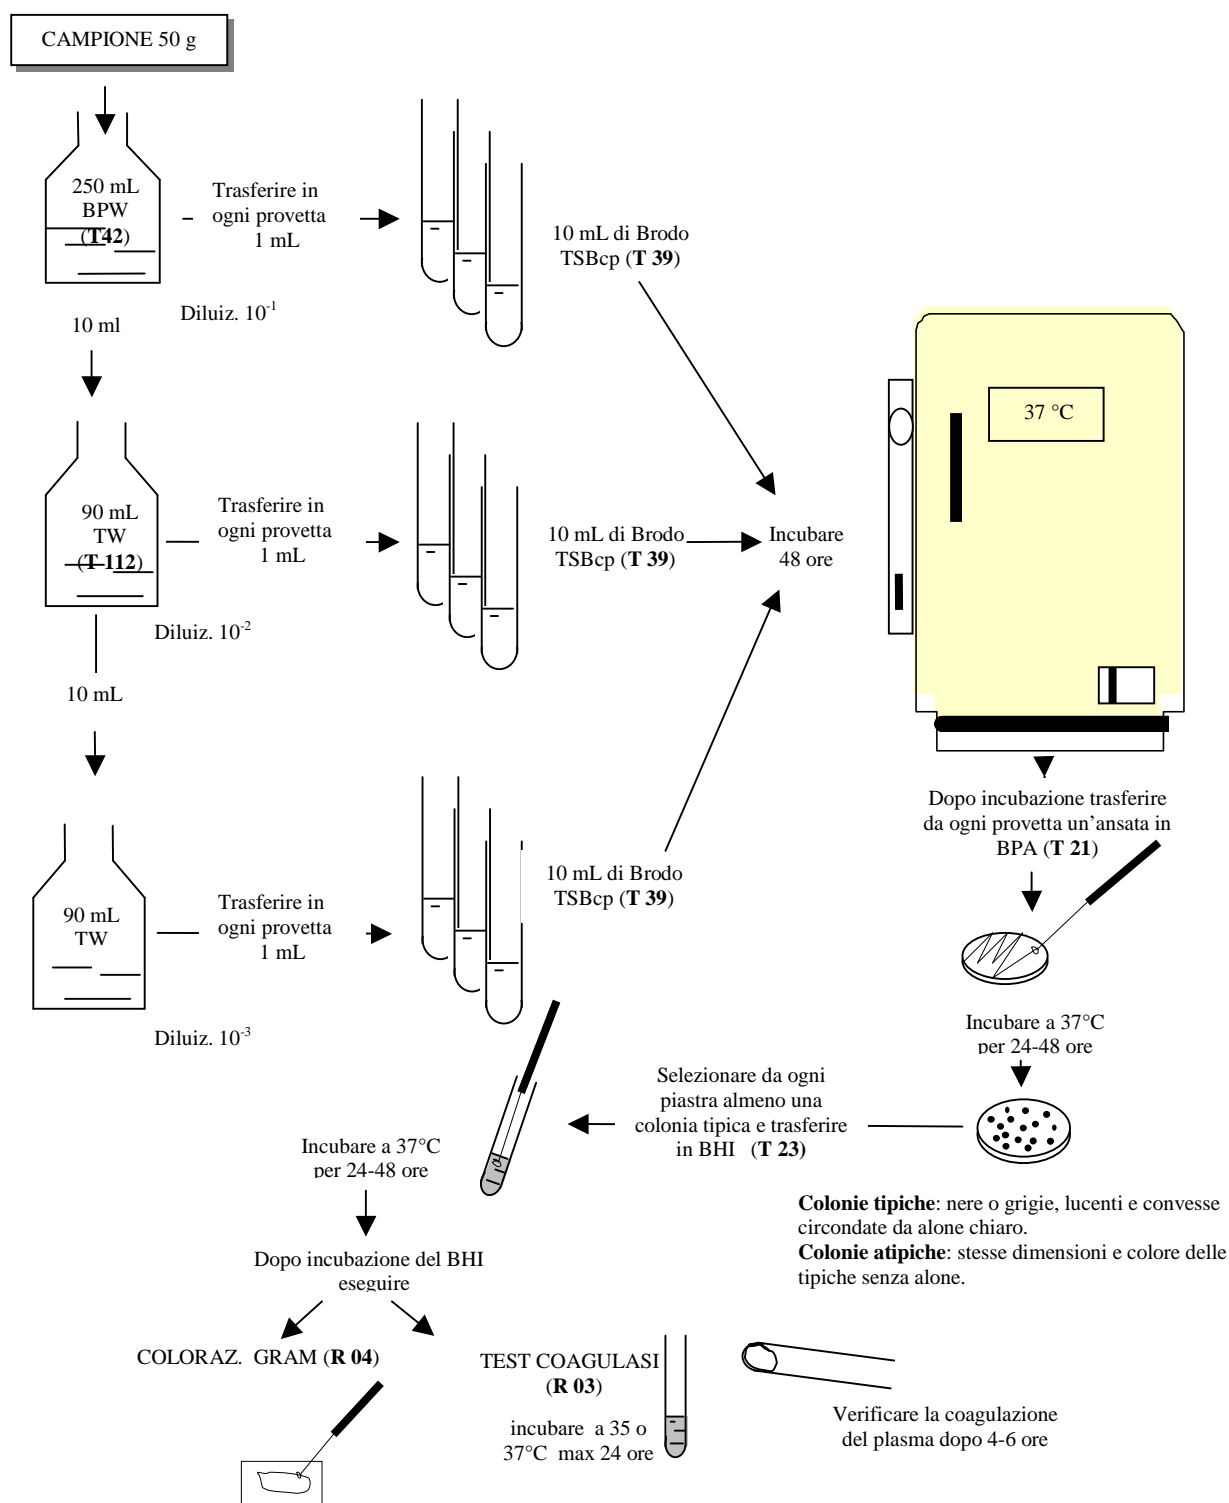 CAMPIONE 50 g
250 mL
BPW
(T42)
Trasferire in
ogni provetta
1 mL
10 mL di Brodo
TSBcp (T 39)
Diluiz. 10-1
10 ml
37 °C
90 mL
TW
(T 112)
Trasferire in
ogni provetta
1 mL
10 mL di Brodo
TSBcp (T 39)
Incubare
48 ore
Diluiz. 10-2
10 mL
90 mL
TW
Trasferire in
ogni provetta
1 mL
10 mL di Brodo
TSBcp (T 39)
Diluiz. 10-3
Dopo incubazione trasferire
da ogni provetta un'ansata in
BPA (T 21)
Incubare a 37°C
per 24-48 ore
Selezionare da ogni
piastra almeno una
colonia tipica e trasferire
in BHI (T 23)
Colonie tipiche: nere o grigie, lucenti e convesse
circondate da alone chiaro.
Colonie atipiche: stesse dimensioni e colore delle
tipiche senza alone.
Incubare a 37°C
per 24-48 ore
Dopo incubazione del BHI
eseguire
COLORAZ. GRAM (R 04)
TEST COAGULASI
(R 03)
incubare a 35 o
37°C max 24 ore
Verificare la coagulazione
del plasma dopo 4-6 ore